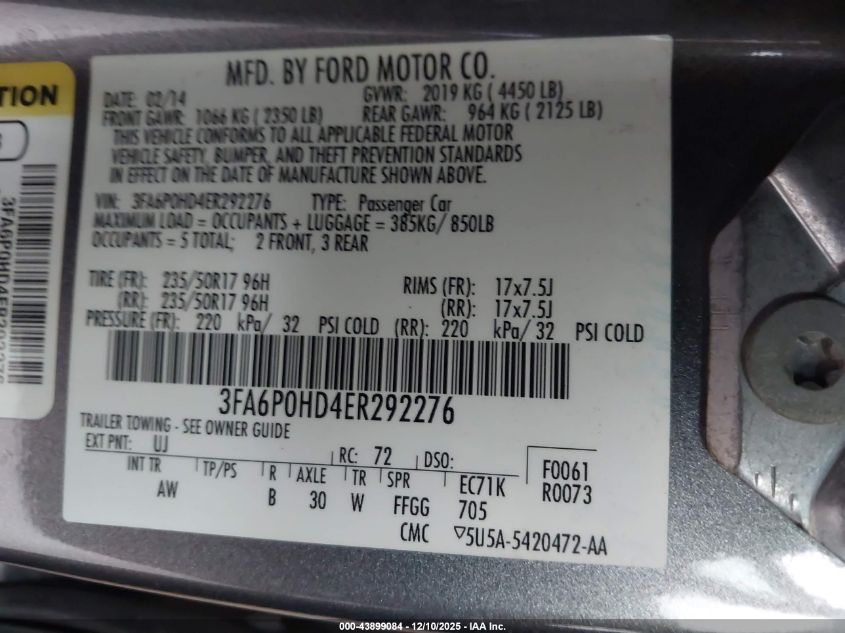 MFD. BY FORD MOTOR CO.
DATE: 02/14 GVWR: 2019 KG ( 4450 LB)
FRONT GAWR: 1066 KG ( 2350 LB) REAR GAWR: 964 KG ( 2125 LB)
THIS VEHICLE CONFORMS TO ALL APPLICABLE FEDERAL MOTOR
VEHICLE SAFETY, BUMPER, AND THEFT PREVENTION STANDARDS
IN EFFECT ON THE DATE OF MANUFACTURE SHOWN ABOVE.
VIN: 3FA6P0HD4ER292276 TYPE: Passenger Car
MAXIMUM LOAD = OCCUPANTS + LUGGAGE = 385KG/ 850LB
OCCUPANTS = 5 TOTAL; 2 FRONT, 3 REAR
TIRE (FR): 235/50R17 96H RIMS (FR): 17x7.5J
(RR): 235/50R17 96H (RR): 17x7.5J
PRESSURE (FR): 220 kPa/ 32 PSI COLD (RR): 220 kPa/ 32 PSI COLD
3FA6P0HD4ER292276
TRAILER TOWING - SEE OWNER GUIDE
EXT PNT: UJ RC: 72 DSO: F0061
INT TR TP/PS R AXLE TR SPR EC71K R0073
AW B 30 W FFGG 705
CMC ▽5U5A-5420472-AA
TION
3FA6P0HD4ER292276
000-43899084 - 12/10/2025 - IAA Inc.